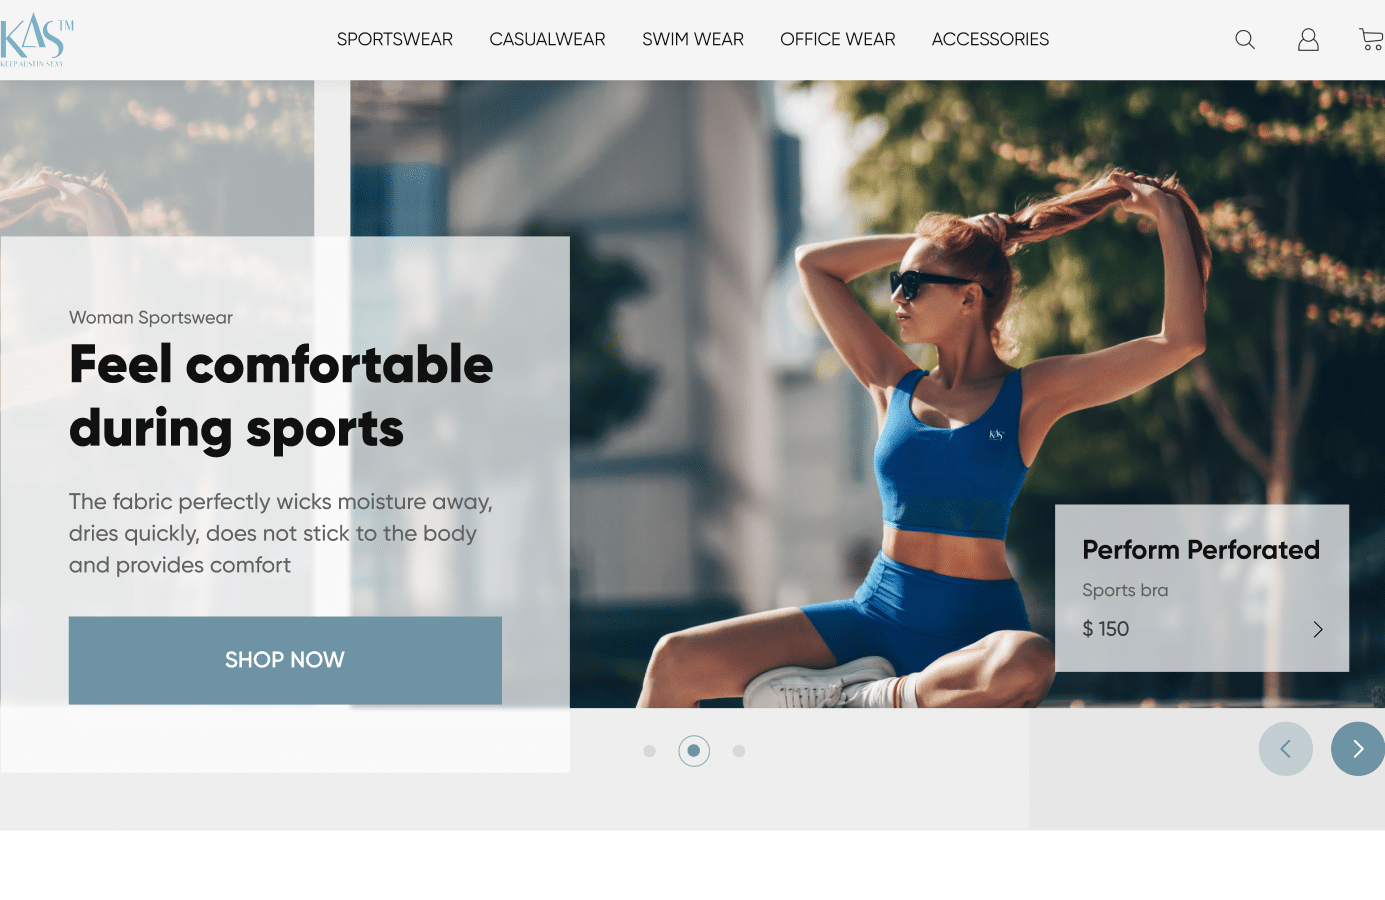 KAS™
KEEP AUSTIN SEXY
SPORTSWEAR
CASUALWEAR
SWIM WEAR
OFFICE WEAR
ACCESSORIES
Woman Sportswear
Feel comfortable
during sports
The fabric perfectly wicks moisture away,
dries quickly, does not stick to the body
and provides comfort
SHOP NOW
KAS
Perform Perforated
Sports bra
$ 150